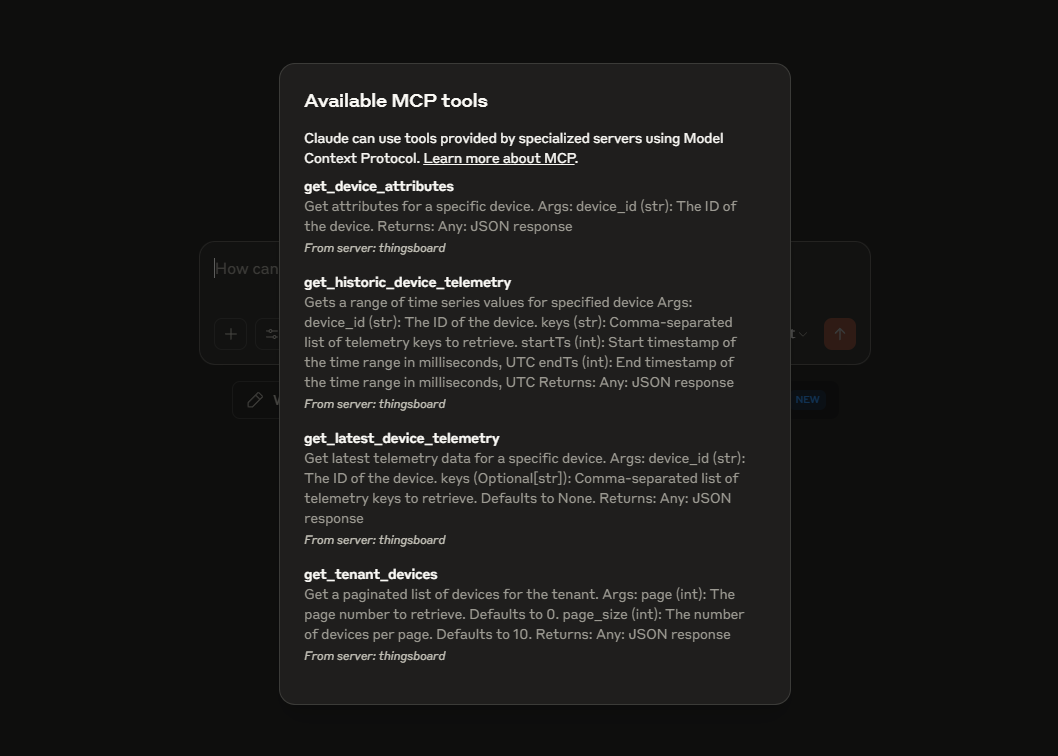 Available MCP tools
Claude can use tools provided by specialized servers using Model
Context Protocol. Learn more about MCP.
get_device_attributes
Get attributes for a specific device. Args: device_id (str): The ID of
the device. Returns: Any: JSON response
From server: thingsboard
How can
get_historic_device_telemetry
Gets a range of time series values for specified device Args:
device_id (str): The ID of the device. keys (str): Comma-separated
list of telemetry keys to retrieve. startTs (int): Start timestamp of
the time range in milliseconds, UTC endTs (int): End timestamp of
the time range in milliseconds, UTC Returns: Any: JSON response
From server: thingsboard
NEW
get_latest_device_telemetry
Get latest telemetry data for a specific device. Args: device_id (str):
The ID of the device. keys (Optional[str]): Comma-separated list of
telemetry keys to retrieve. Defaults to None. Returns: Any: JSON
response
From server: thingsboard
get_tenant_devices
Get a paginated list of devices for the tenant. Args: page (int): The
page number to retrieve. Defaults to 0. page_size (int): The number
of devices per page. Defaults to 10. Returns: Any: JSON response
From server: thingsboard